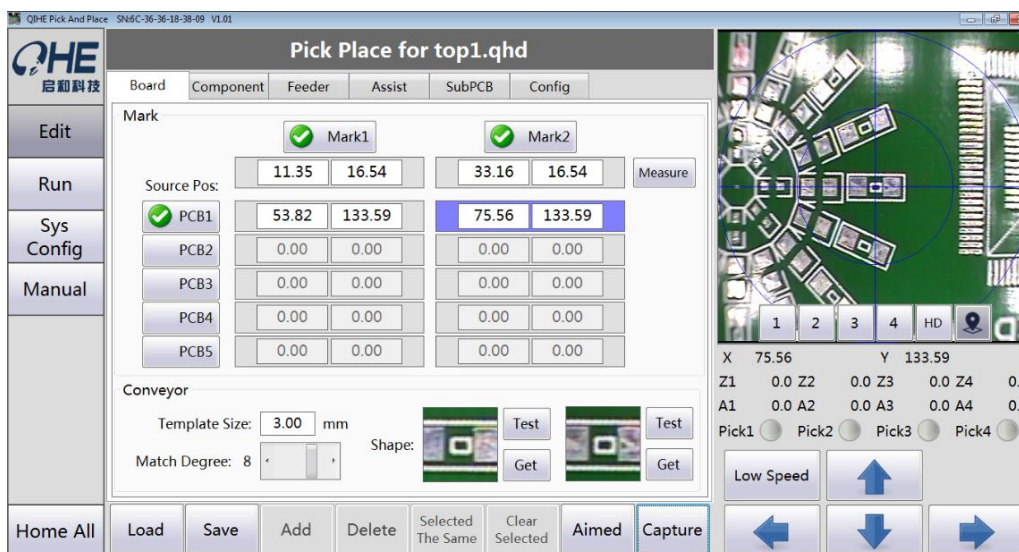 QIHE Pick And Place SN:6C-36-36-18-38-09 V1.01
QiHE
启和科技
Pick Place for top1.qhd
Board Component Feeder Assist SubPCB Config
Edit
Run
Sys Config
Manual
Home All
Mark
Mark1 Mark2
Source Pos: 11.35 16.54 33.16 16.54 Measure
PCB1 53.82 133.59 75.56 133.59
PCB2 0.00 0.00 0.00 0.00
PCB3 0.00 0.00 0.00 0.00
PCB4 0.00 0.00 0.00 0.00
PCB5 0.00 0.00 0.00 0.00
Conveyor
Template Size: 3.00 mm
Match Degree: 8
Shape: Test Get Test Get
Load Save Add Delete Selected The Same Clear Selected Aimed Capture
1 2 3 4 HD
X 75.56 Y 133.59
Z1 0.0 Z2 0.0 Z3 0.0 Z4 0.
A1 0.0 A2 0.0 A3 0.0 A4 0.
Pick1 Pick2 Pick3 Pick4
Low Speed